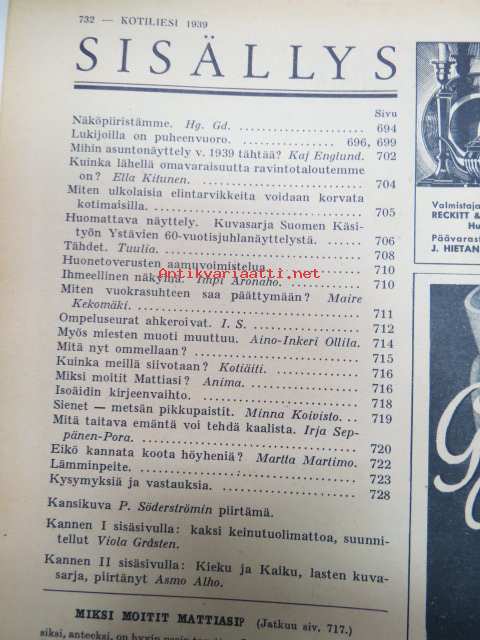 732 — KOTILIESI 1939
SISÄLLYS
Sivu
Näköpiiristämme. Hg. Gd. .................... 694
Lukijoilla on puheenvuoro. ............ 696, 699
Mihin asuntonäyttely v. 1939 tähtää? Kaj Englund. 702
Kuinka lähellä omavaraisuutta ravintotaloutemme
on? Ella Kitunen. .......................... 704
Miten ulkolaisia elintarvikkeita voidaan korvata
kotimaisilla. .............................. 705
Huomattava näyttely. Kuvasarja Suomen Käsi-
työn Ystävien 60-vuotisjuhlanäyttelystä. ...... 706
Tähdet. Tuulia. .............................. 708
Huonetoverusten aamuvoimistelua. ............ 710
Ihmeellinen näkymä. Impi Aronaho. .......... 710
Antikvariaatti.net
Miten vuokrasuhteen saa päättymään? Maire
Kekomäki. ................................ 711
Ompeluseurat ahkeroivat. I. S. ................ 712
Myös miesten muoti muuttuu. Aino-Inkeri Ollila. 714
Mitä nyt ommellaan? ........................ 715
Kuinka meillä siivotaan? Kotiäiti. ............ 716
Miksi moitit Mattiasi? Anima. ................ 716
Isoäidin kirjeenvaihto. ........................ 718
Sienet — metsän pikkupaistit. Minna Koivisto. .. 719
Mitä taitava emäntä voi tehdä kaalista. Irja Sep-
pänen-Pora. .............................. 720
Eikö kannata koota höyheniä? Martta Martimo. 722
Lämminpeite. ................................ 723
Kysymyksiä ja vastauksia. .................... 728
Kansikuva P. Söderströmin piirtämä.
Kannen I sisäsivulla: kaksi keinutuolimattoa, suunni-
tellut Viola Gråsten.
Kannen II sisäsivulla: Kieku ja Kaiku, lasten kuva-
sarja, piirtänyt Asmo Alho.
MIKSI MOITIT MATTIASI? (Jatkuu siv. 717.)
Valmistaja
RECKITT &
Hu
Päävarast
J. HIETAN